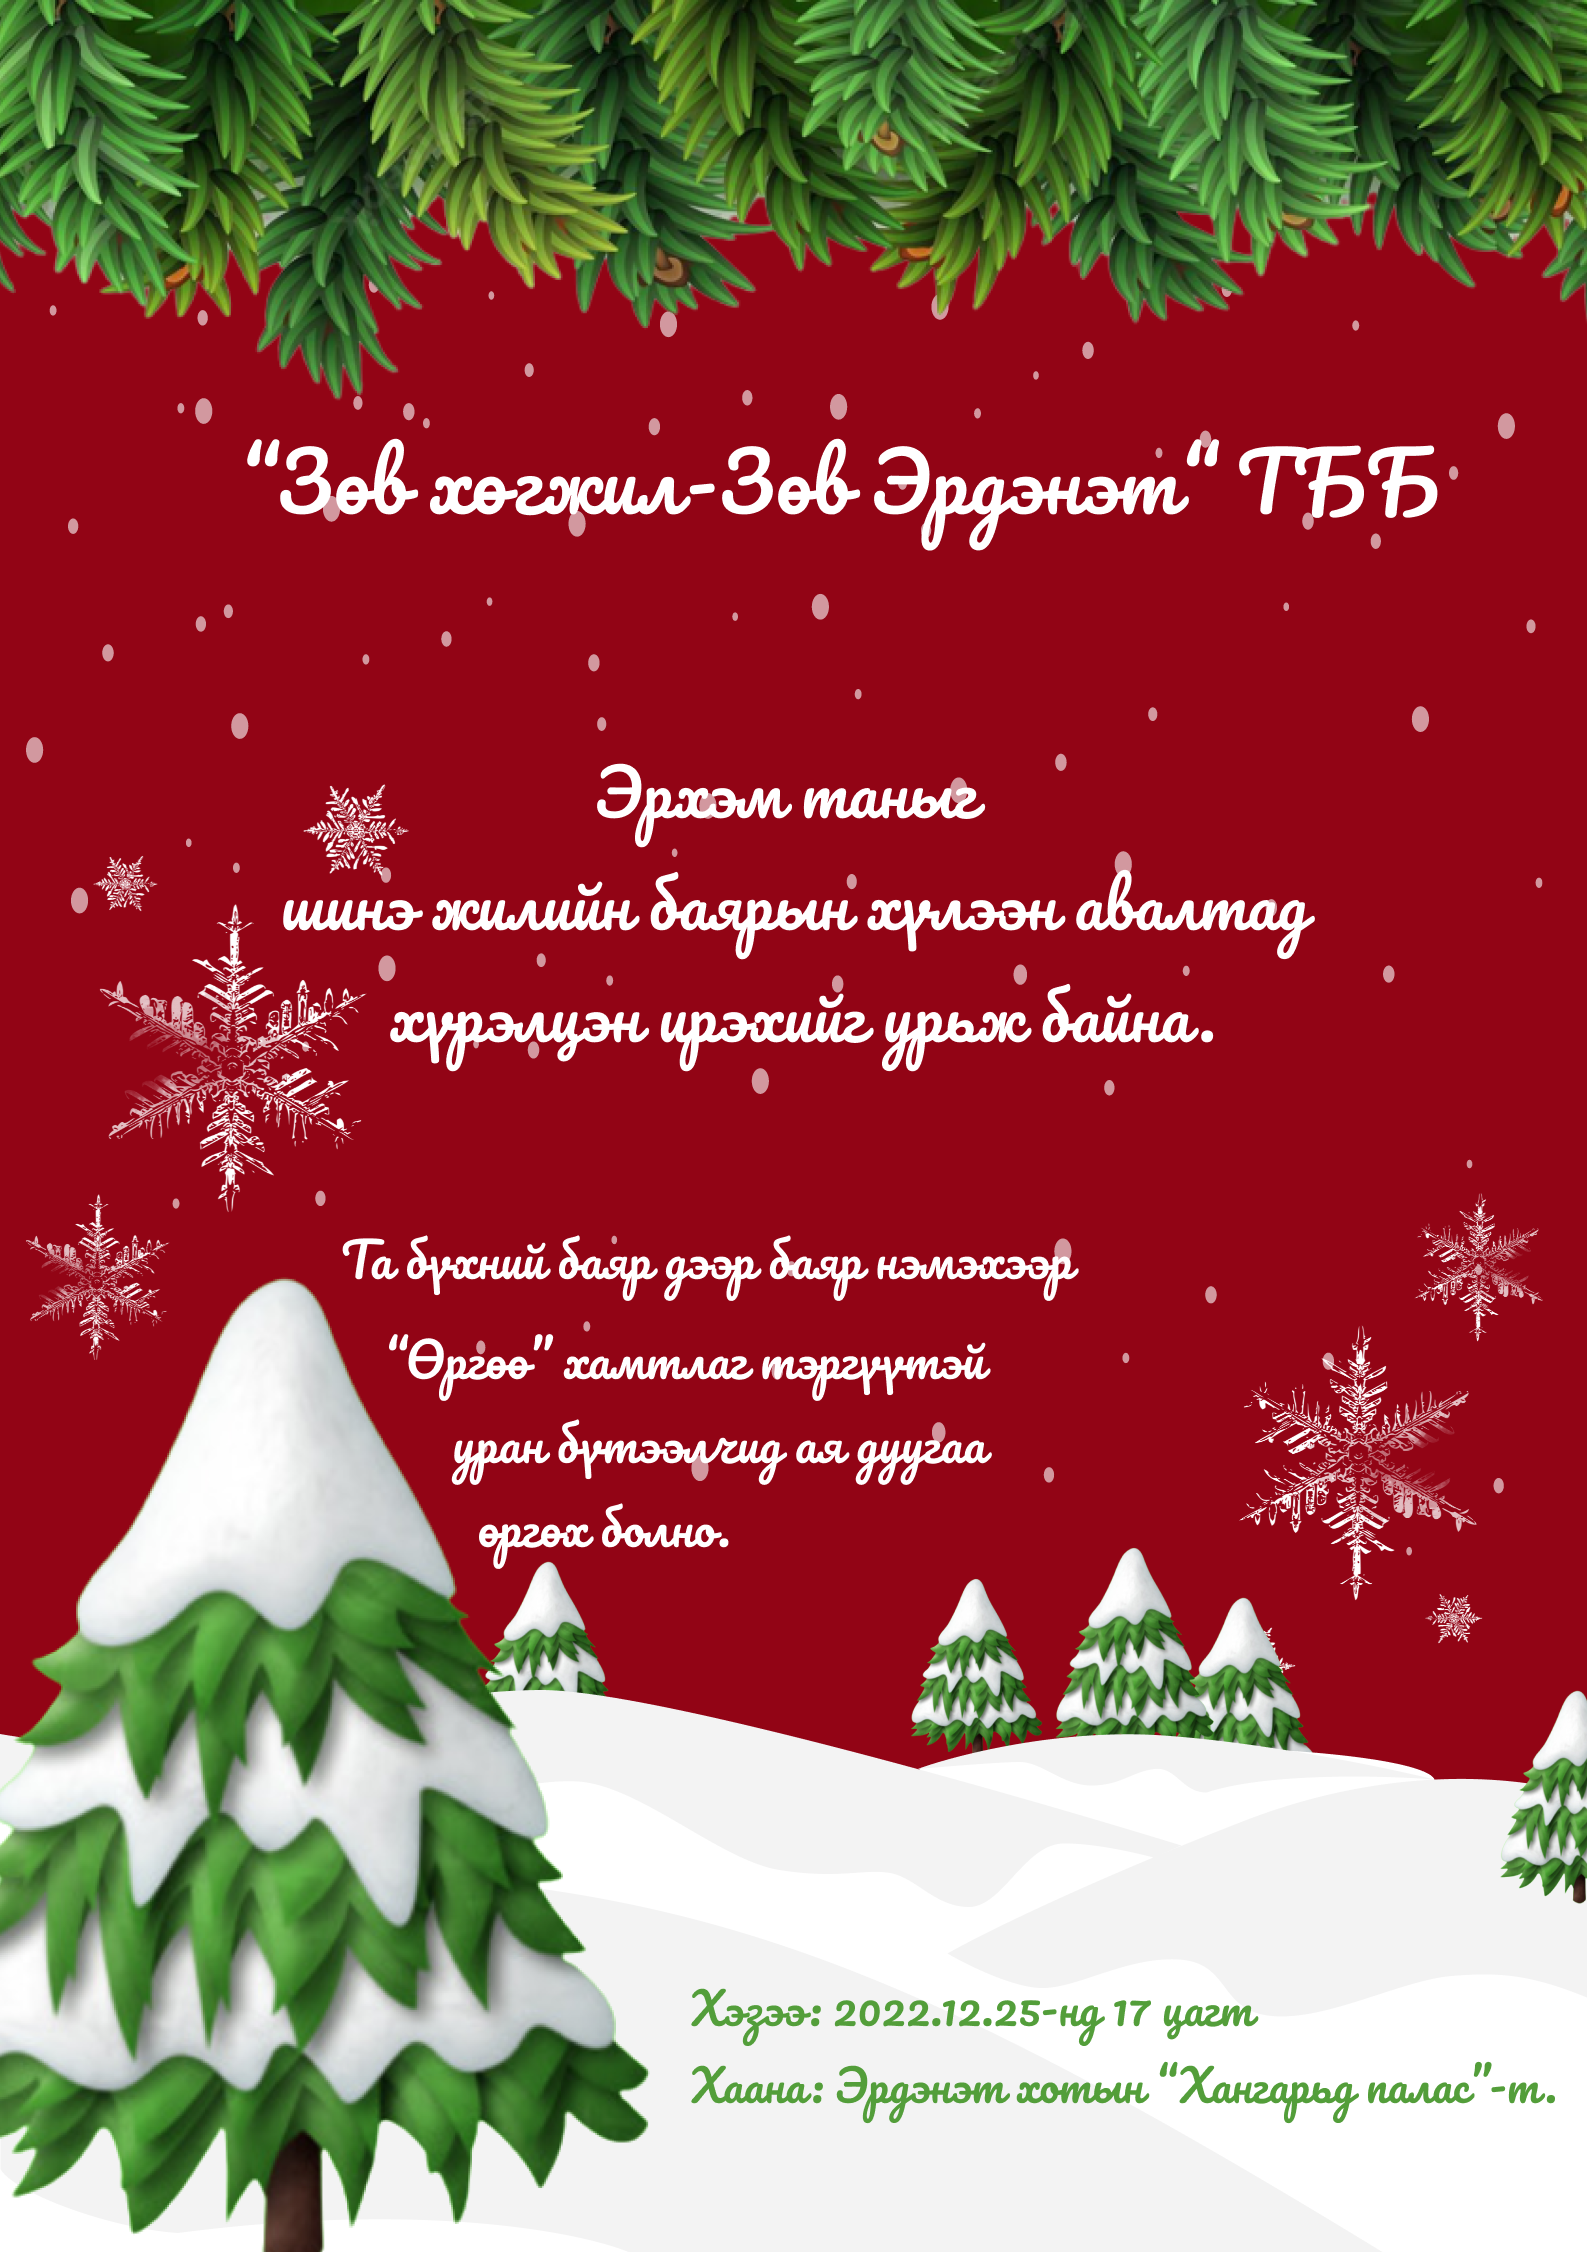 “Зөв хөгжил-Зөв Эрдэнэт“ ТББ
Эрхэм таныг
шинэ жилийн баярын хүлээн авалтад
хүрэлцэн ирэхийг урьж байна.
Та бүхний баяр дээр баяр нэмэхээр
“Өргөө” хамтлаг тэргүүтэй
уран бүтээлчид ая дуугаа
өргөх болно.
Хэзээ: 2022.12.25-нд 17 цагт
Хаана: Эрдэнэт хотын “Хангарьд палас”-т.